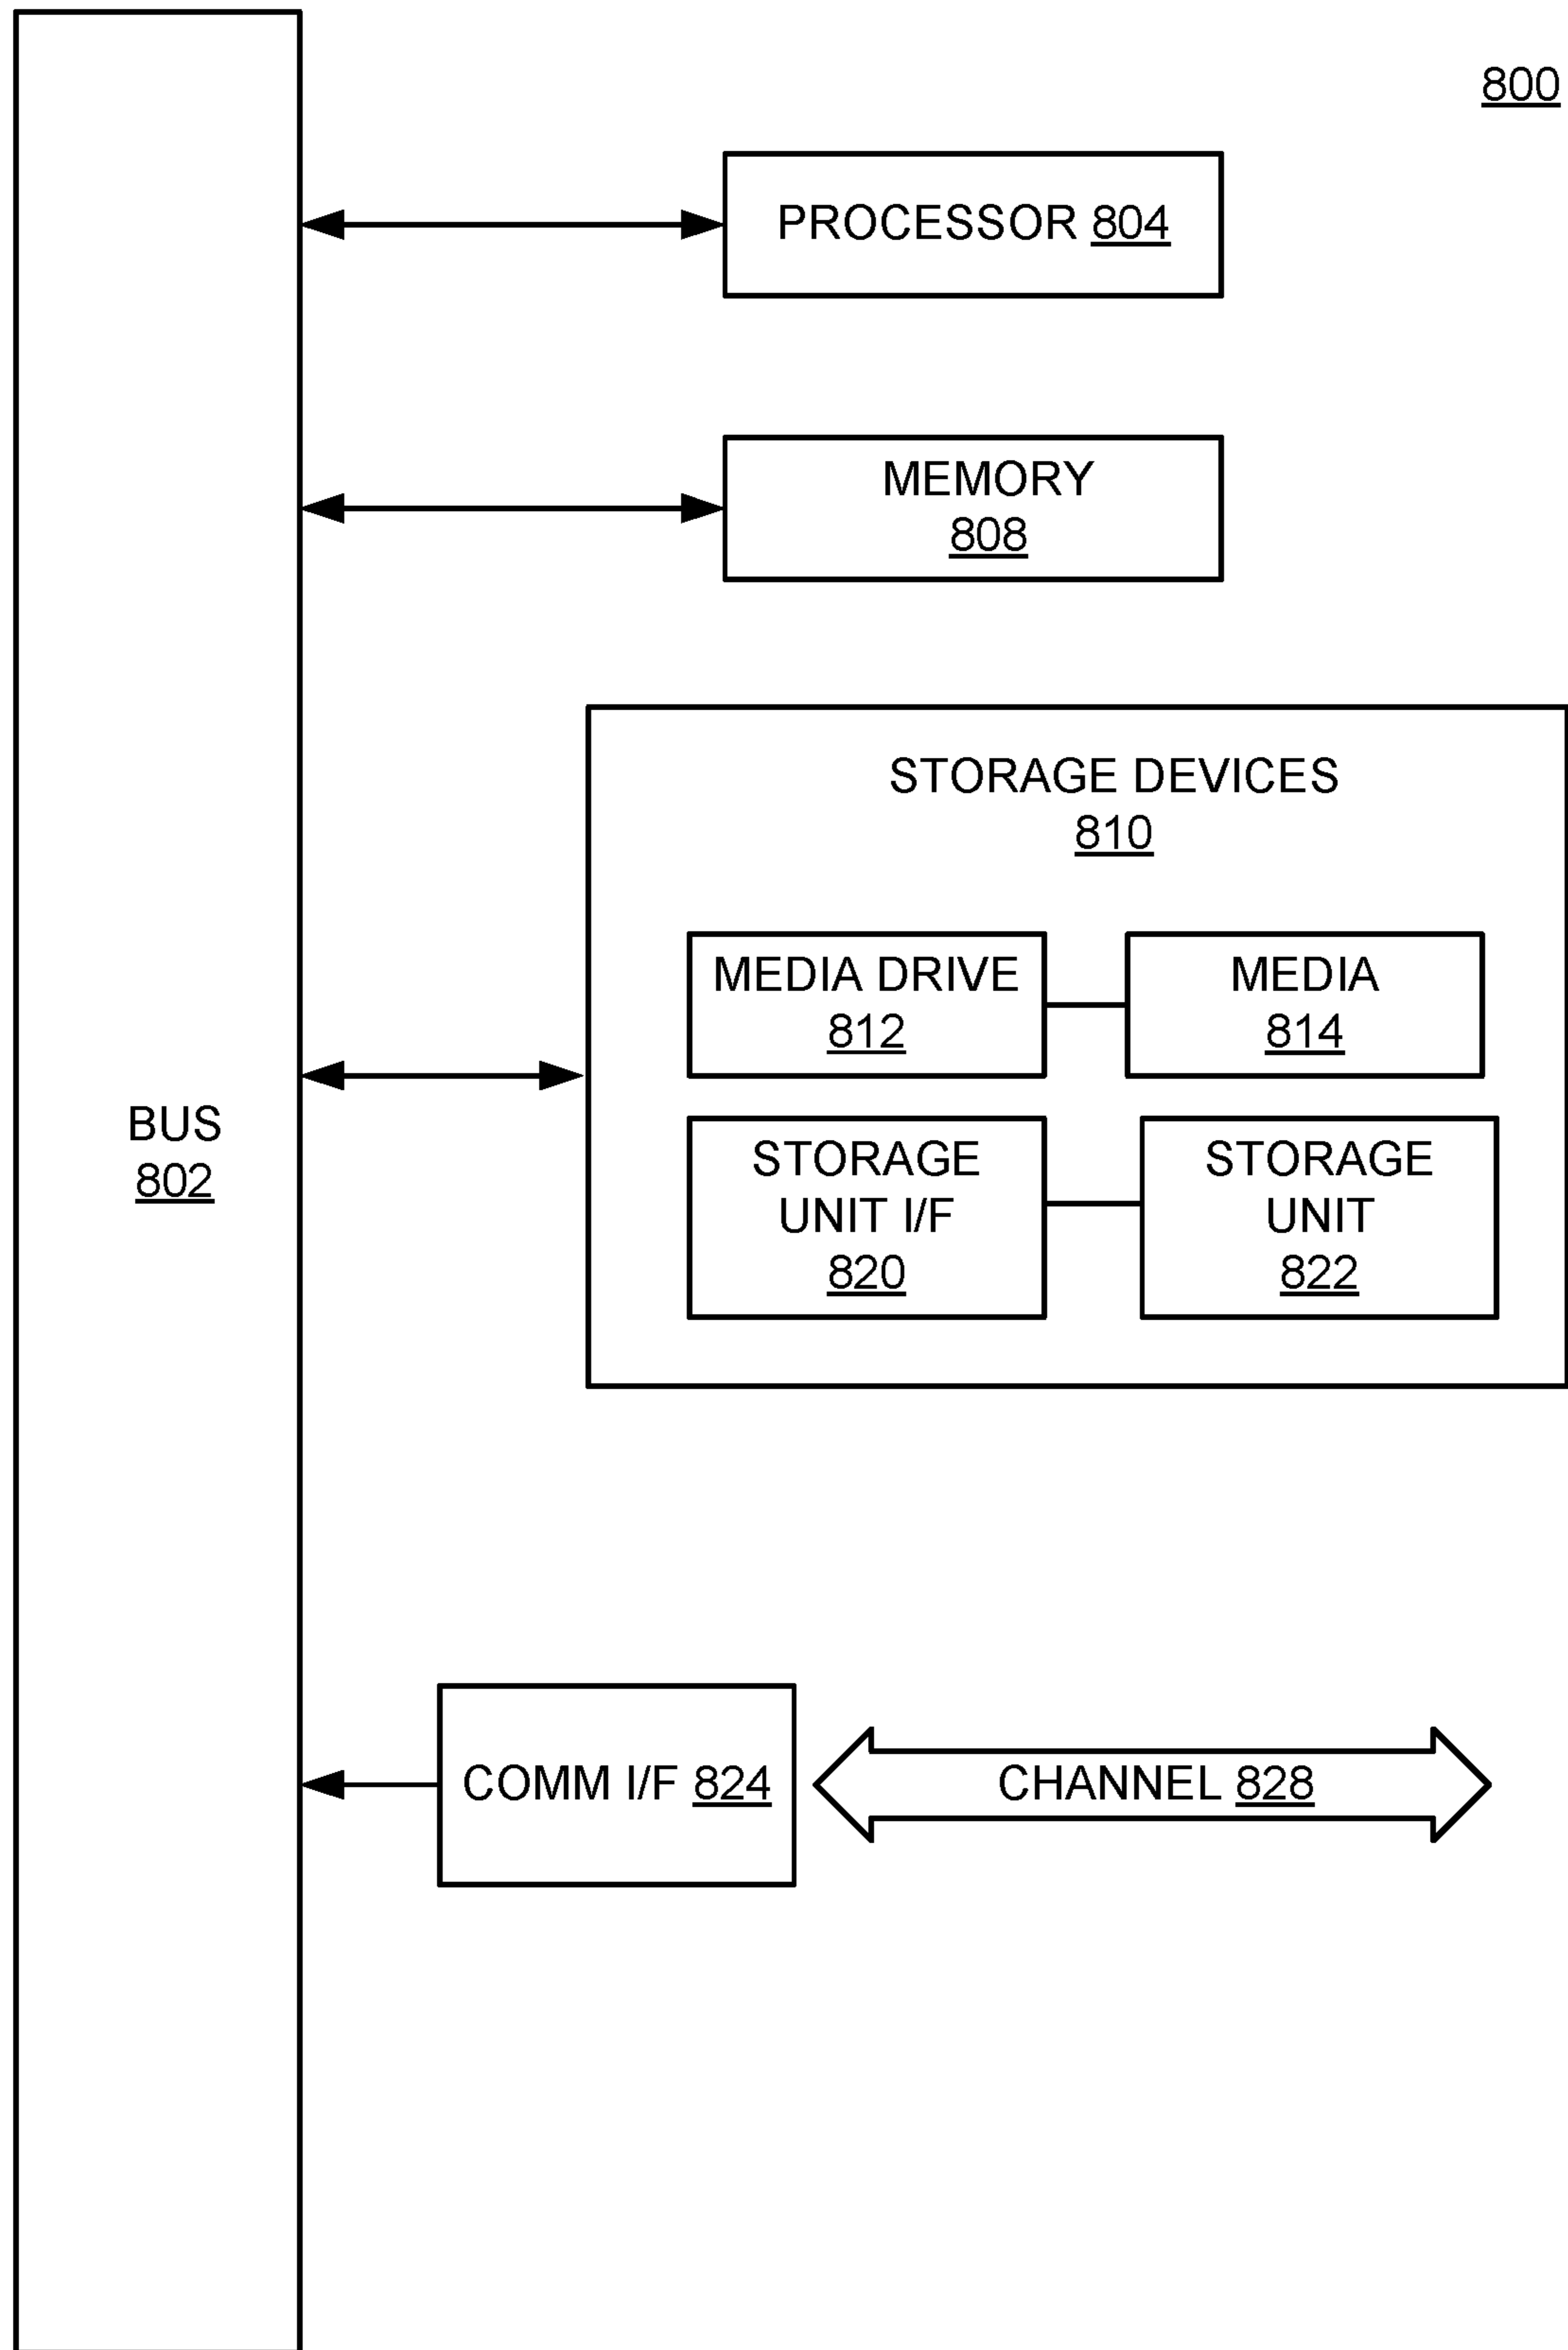 800
PROCESSOR 804
MEMORY
808
STORAGE DEVICES
810
MEDIA DRIVE
812
MEDIA
814
BUS
802
STORAGE
UNIT I/F
820
STORAGE
UNIT
822
COMM I/F 824
CHANNEL 828